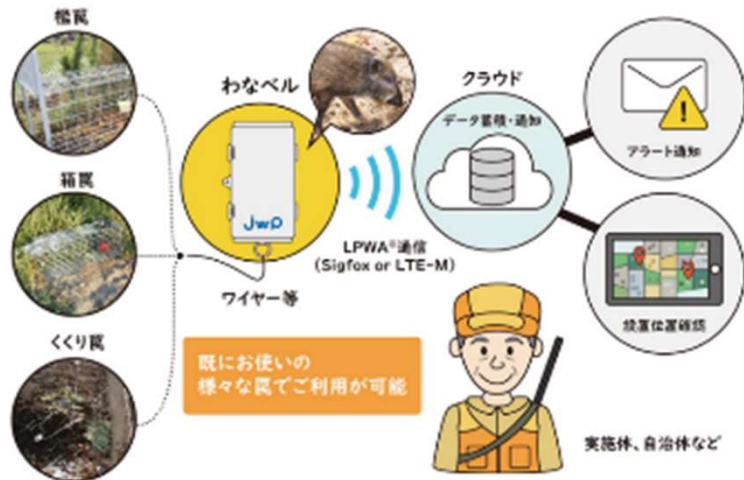 檻罠
箱罠
くくり罠
わなベル
jwp
ワイヤー等
LPWA®通信
(Sigfox or LTE-M)
クラウド
データ蓄積・通知
アラート通知
設置位置確認
既にお使いの
様々な罠でご利用が可能
実施体、自治体など